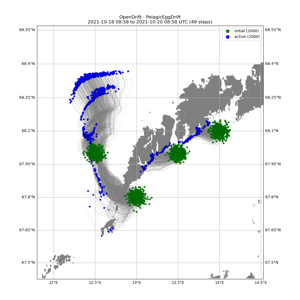 OpenDrift - PelagicEggDrift
2021-10-18 08:58 to 2021-10-20 08:58 UTC (49 steps)
initial (2000)
active (2000)
68.55°N 68.55°N
68.4°N 68.4°N
68.25°N 68.25°N
68.1°N 68.1°N
67.95°N 67.95°N
67.8°N 67.8°N
67.65°N 67.65°N
67.5°N 67.5°N
12°E 12.5°E 13°E 13.5°E 14°E 14.5°E